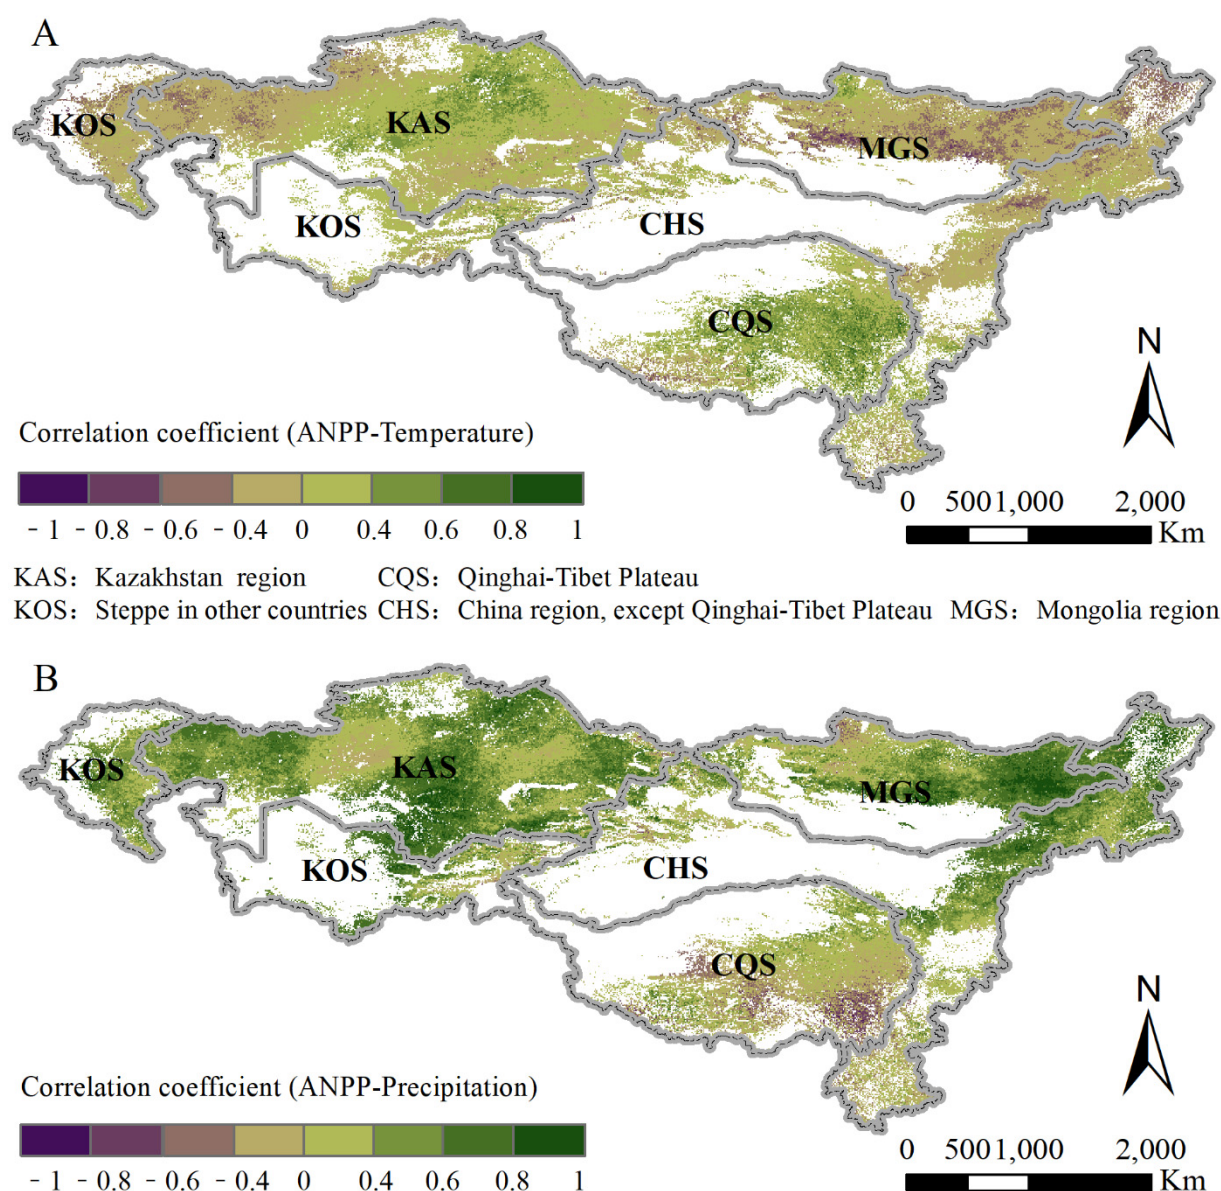 A
KOS
KAS
MGS
KOS
CHS
CQS
N
Correlation coefficient (ANPP-Temperature)
- 1 - 0.8 - 0.6 - 0.4 0 0.4 0.6 0.8 1
0 500 1,000 2,000
Km
KAS: Kazakhstan region CQS: Qinghai-Tibet Plateau
KOS: Steppe in other countries CHS: China region, except Qinghai-Tibet Plateau MGS: Mongolia region
B
KOS
KAS
MGS
KOS
CHS
CQS
N
Correlation coefficient (ANPP-Precipitation)
- 1 - 0.8 - 0.6 - 0.4 0 0.4 0.6 0.8 1
0 500 1,000 2,000
Km